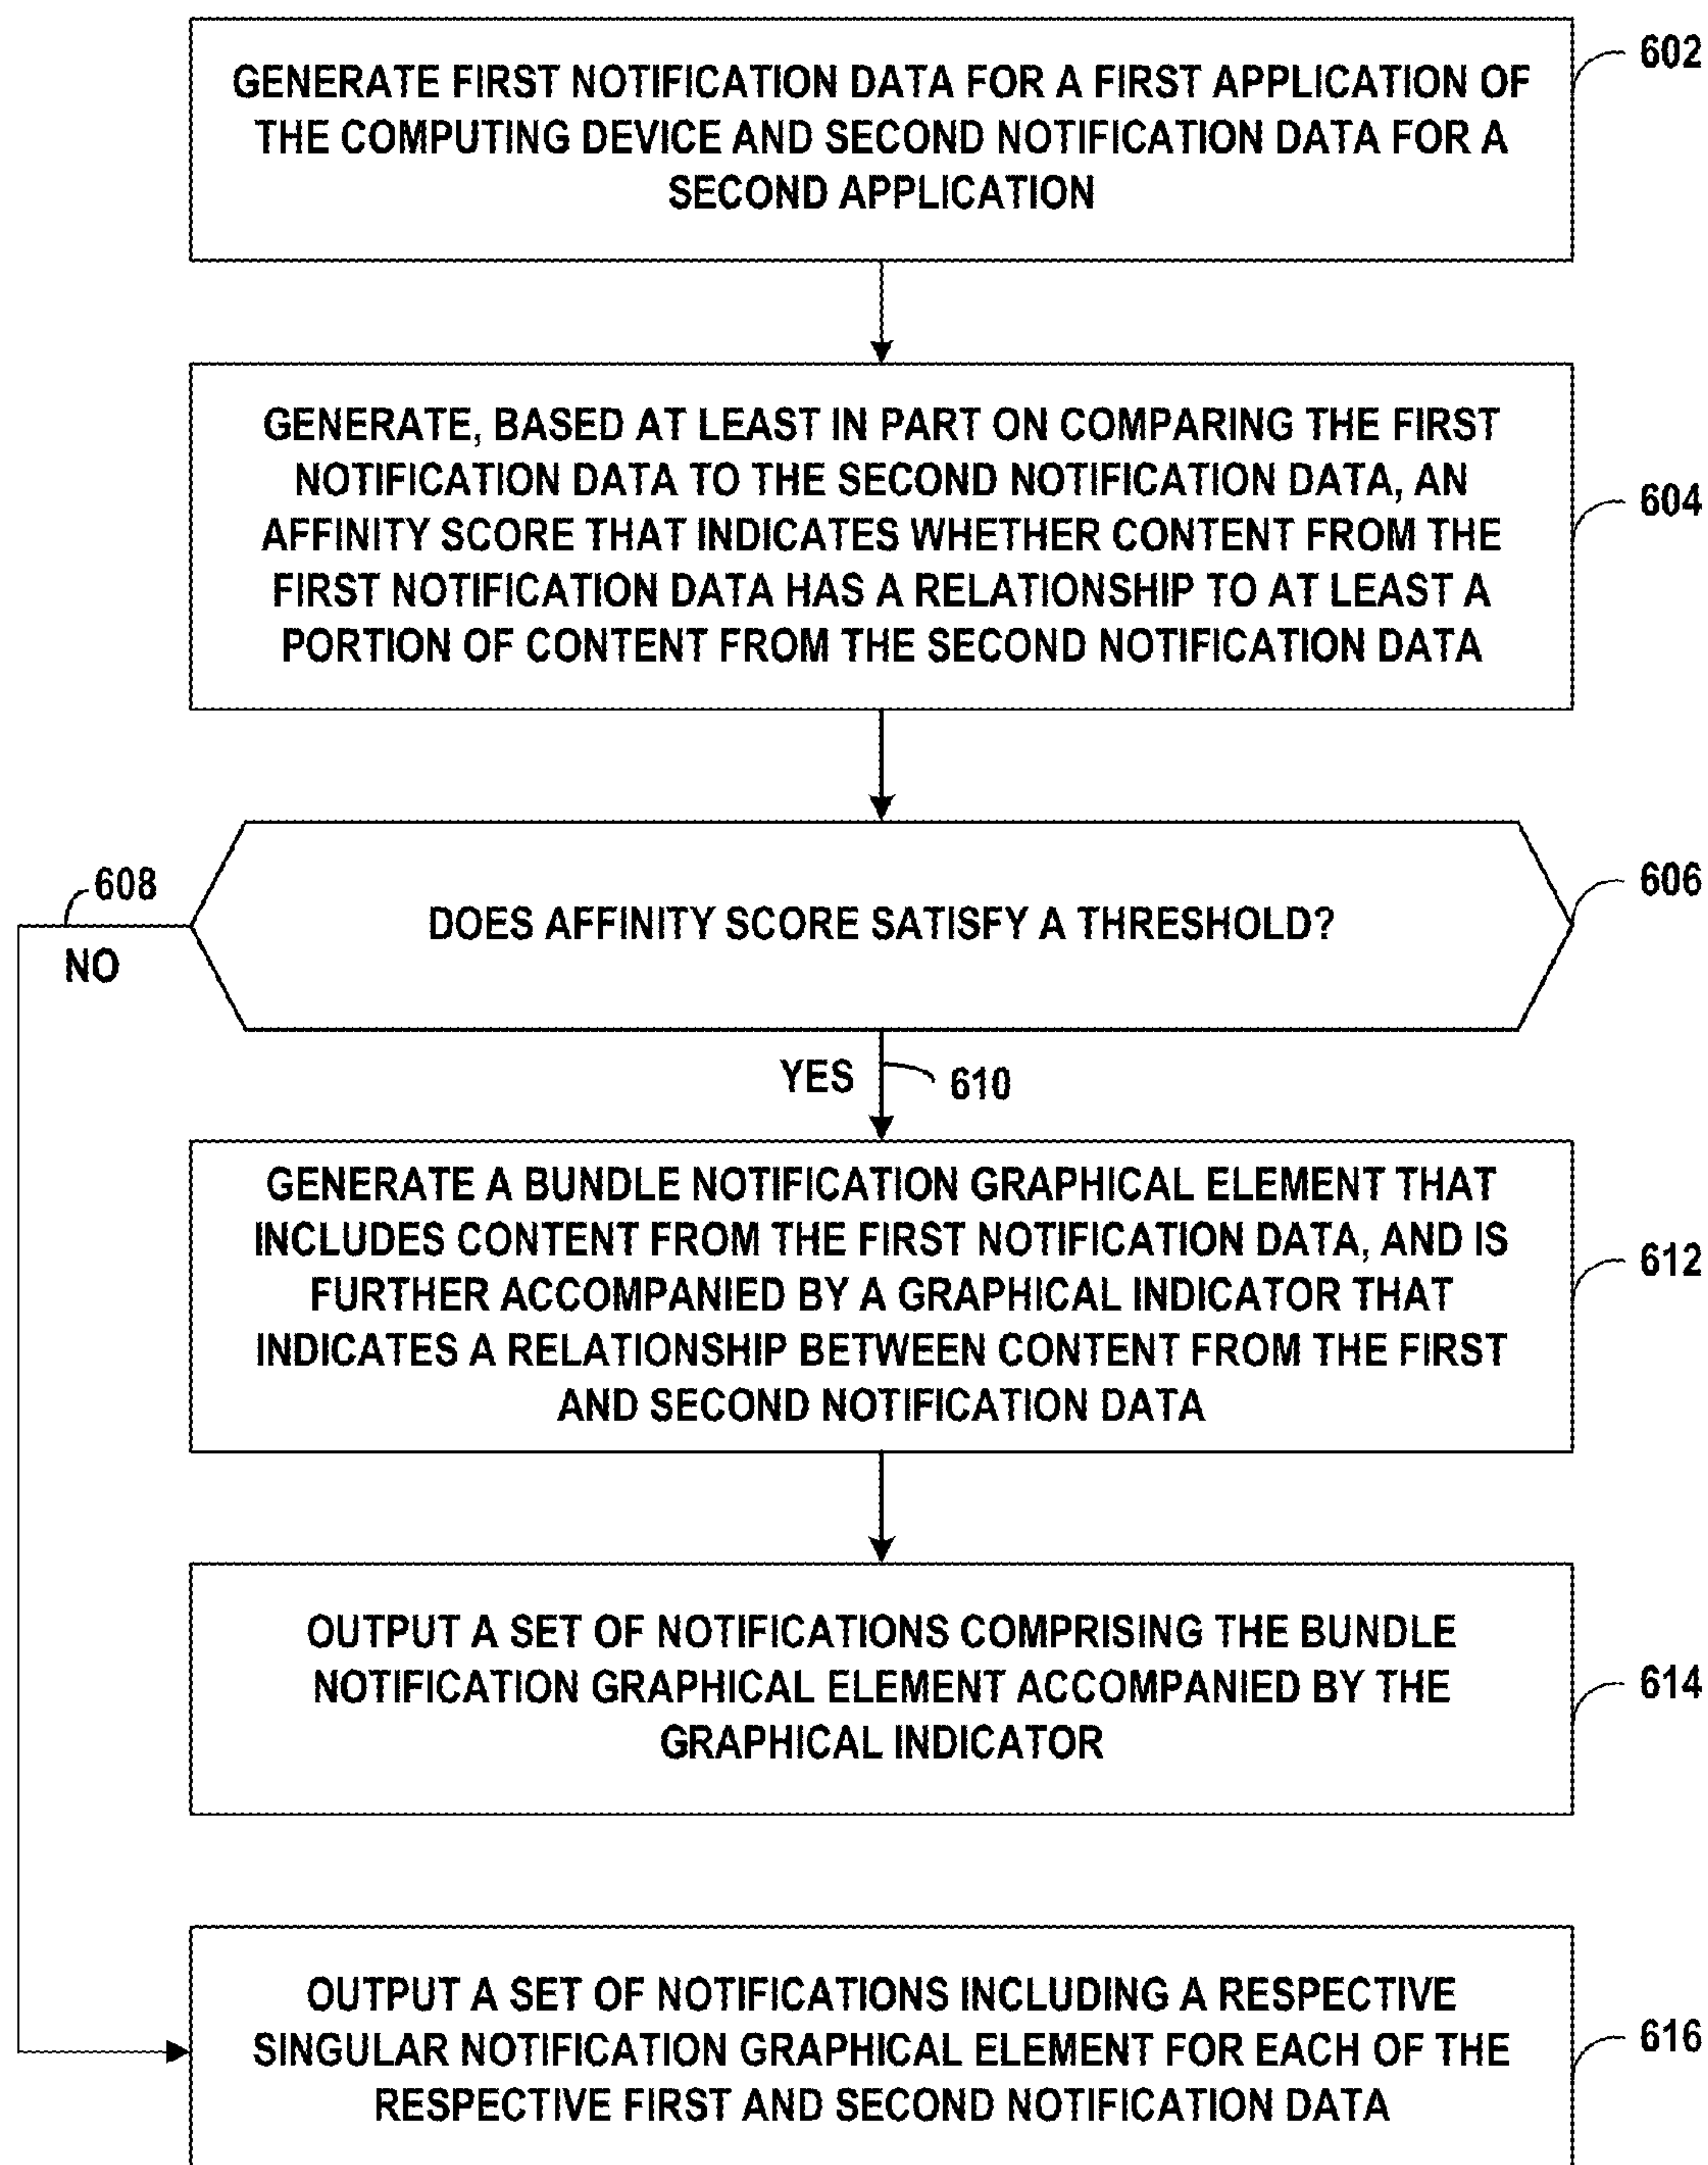 GENERATE FIRST NOTIFICATION DATA FOR A FIRST APPLICATION OF
THE COMPUTING DEVICE AND SECOND NOTIFICATION DATA FOR A
SECOND APPLICATION
602
GENERATE, BASED AT LEAST IN PART ON COMPARING THE FIRST
NOTIFICATION DATA TO THE SECOND NOTIFICATION DATA, AN
AFFINITY SCORE THAT INDICATES WHETHER CONTENT FROM THE
FIRST NOTIFICATION DATA HAS A RELATIONSHIP TO AT LEAST A
PORTION OF CONTENT FROM THE SECOND NOTIFICATION DATA
604
608
NO
DOES AFFINITY SCORE SATISFY A THRESHOLD?
606
YES
610
GENERATE A BUNDLE NOTIFICATION GRAPHICAL ELEMENT THAT
INCLUDES CONTENT FROM THE FIRST NOTIFICATION DATA, AND IS
FURTHER ACCOMPANIED BY A GRAPHICAL INDICATOR THAT
INDICATES A RELATIONSHIP BETWEEN CONTENT FROM THE FIRST
AND SECOND NOTIFICATION DATA
612
OUTPUT A SET OF NOTIFICATIONS COMPRISING THE BUNDLE
NOTIFICATION GRAPHICAL ELEMENT ACCOMPANIED BY THE
GRAPHICAL INDICATOR
614
OUTPUT A SET OF NOTIFICATIONS INCLUDING A RESPECTIVE
SINGULAR NOTIFICATION GRAPHICAL ELEMENT FOR EACH OF THE
RESPECTIVE FIRST AND SECOND NOTIFICATION DATA
616